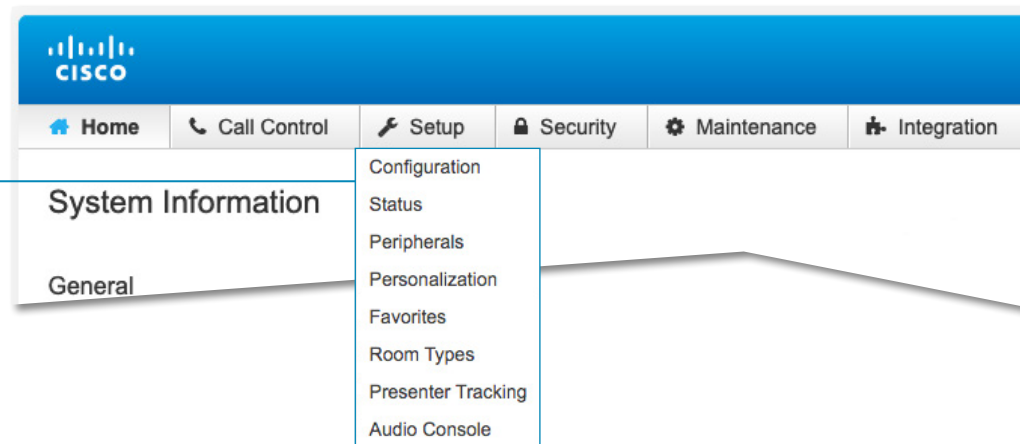 CISCO
Home Call Control Setup Security Maintenance Integration
Configuration
System Information
Status
Peripherals
General
Personalization
Favorites
Room Types
Presenter Tracking
Audio Console